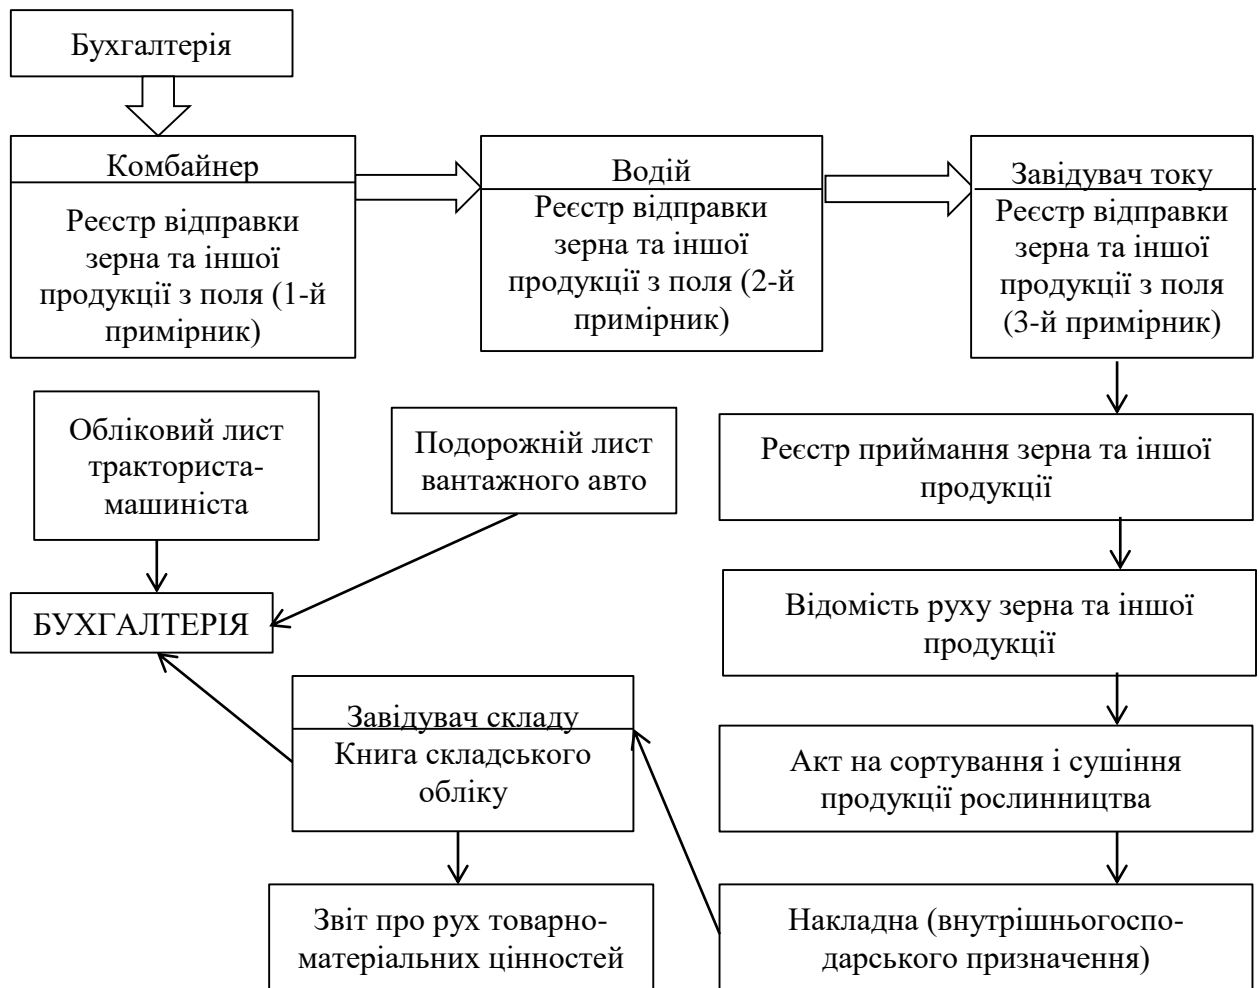 Бухгалтерія
Комбайнер
Реєстр відправки
зерна та іншої
продукції з поля (1-й
примірник)
Водій
Реєстр відправки
зерна та іншої
продукції з поля (2-й
примірник)
Завідувач току
Реєстр відправки
зерна та іншої
продукції з поля
(3-й примірник)
Обліковий лист
тракториста-
машиніста
Подорожній лист
вантажного авто
Реєстр приймання зерна та іншої
продукції
БУХГАЛТЕРІЯ
Відомість руху зерна та іншої
продукції
Завідувач складу
Книга складського
обліку
Акт на сортування і сушіння
продукції рослинництва
Звіт про рух товарно-
матеріальних цінностей
Накладна (внутрішньогоспо-
дарського призначення)